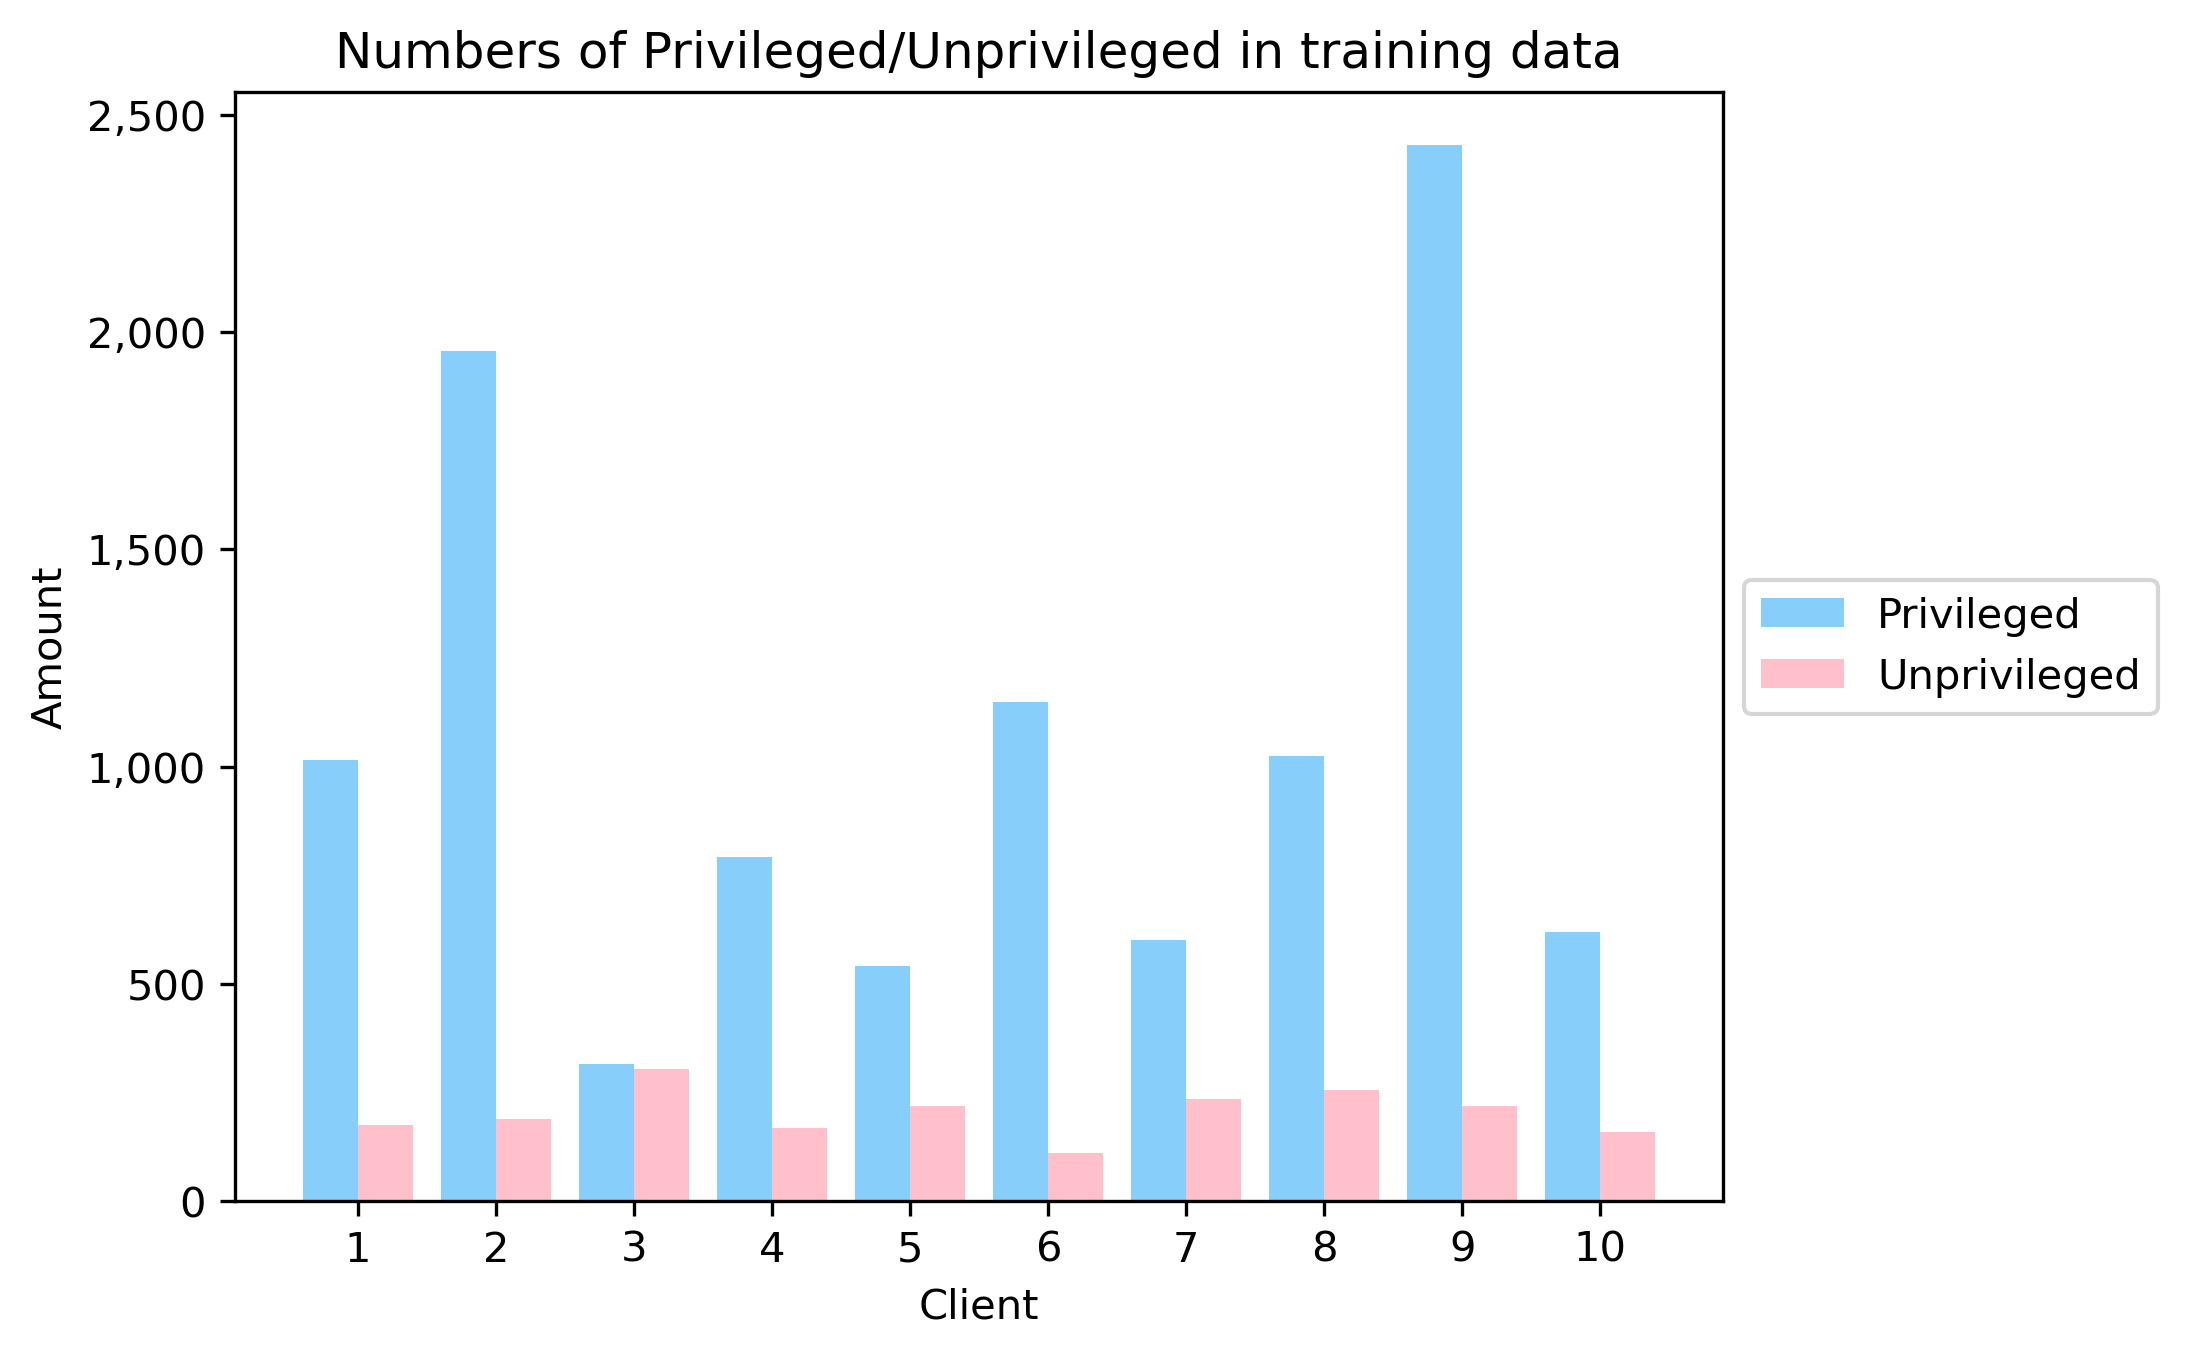 Numbers of Privileged/Unprivileged in training data
2,500
2,000
1,500
1,000
500
0
Amount
1 2 3 4 5 6 7 8 9 10
Client
Privileged
Unprivileged